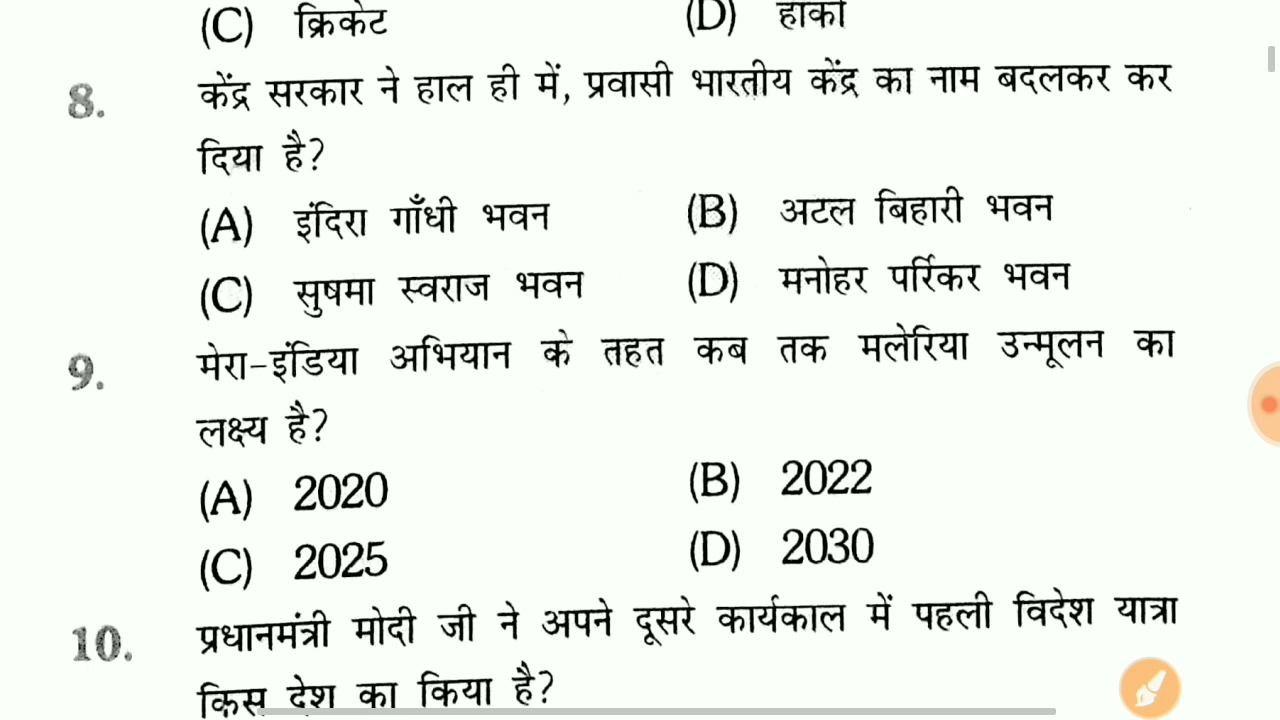 (C) क्रिकेट (D) हॉकी
8. केंद्र सरकार ने हाल ही में, प्रवासी भारतीय केंद्र का नाम बदलकर कर
दिया है?
(A) इंदिरा गाँधी भवन (B) अटल बिहारी भवन
(C) सुषमा स्वराज भवन (D) मनोहर पर्रिकर भवन
9. मेरा-इंडिया अभियान के तहत कब तक मलेरिया उन्मूलन का
लक्ष्य है?
(A) 2020 (B) 2022
(C) 2025 (D) 2030
10. प्रधानमंत्री मोदी जी ने अपने दूसरे कार्यकाल में पहली विदेश यात्रा
किस देश का किया है?